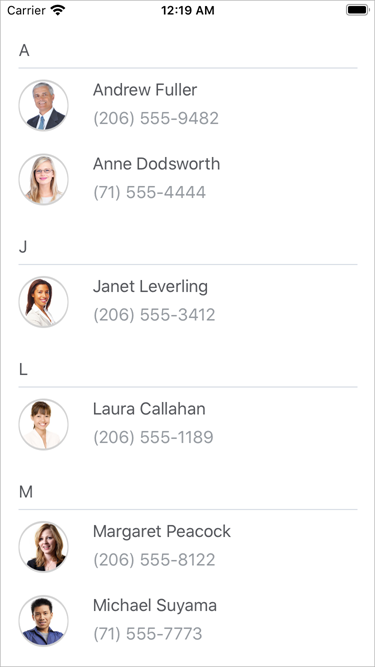 Carrier 12:19 AM
A
Andrew Fuller
(206) 555-9482
Anne Dodsworth
(71) 555-4444
J
Janet Leverling
(206) 555-3412
L
Laura Callahan
(206) 555-1189
M
Margaret Peacock
(206) 555-8122
Michael Suyama
(71) 555-7773